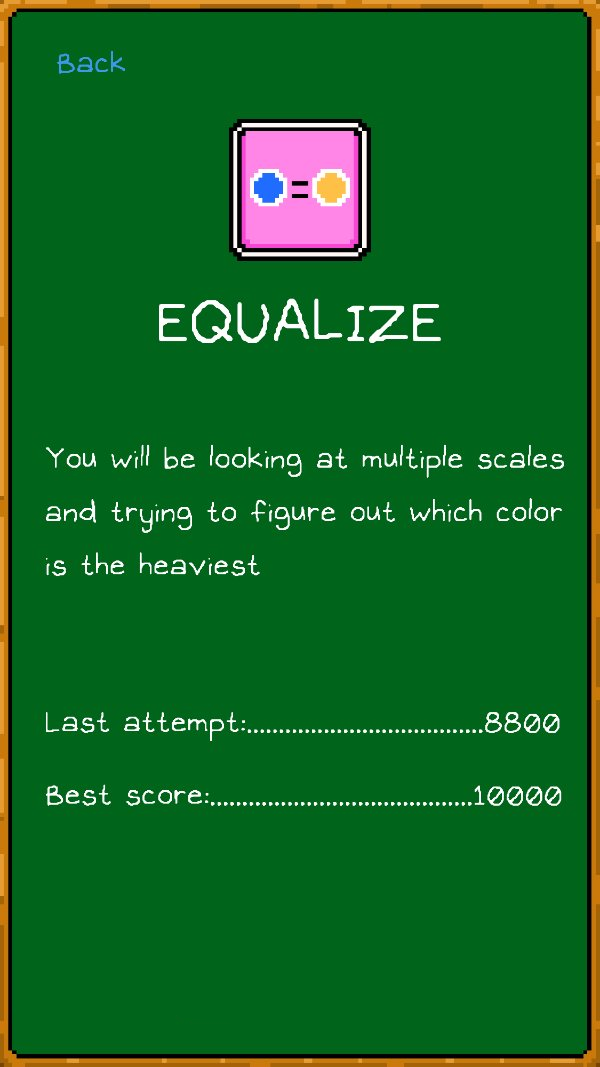 Back
EQUALIZE
You will be looking at multiple scales
and trying to figure out which color
is the heaviest
Last attempt:.....................................8800
Best score:.........................................10000